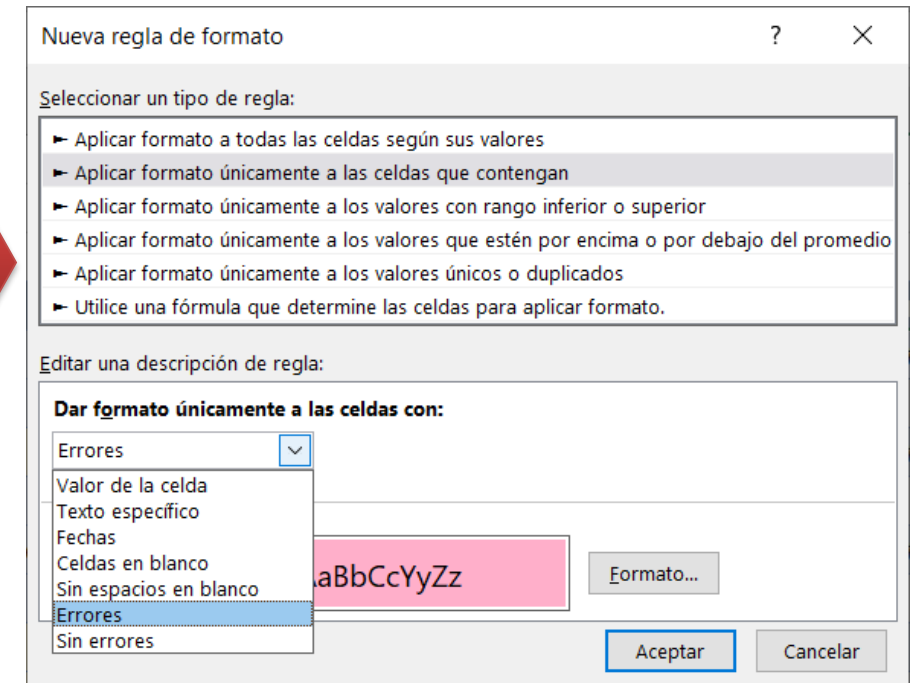 Nueva regla de formato ?
Seleccionar un tipo de regla:
► Aplicar formato a todas las celdas según sus valores
► Aplicar formato únicamente a las celdas que contengan
► Aplicar formato únicamente a los valores con rango inferior o superior
► Aplicar formato únicamente a los valores que estén por encima o por debajo del promedio
► Aplicar formato únicamente a los valores únicos o duplicados
► Utilice una fórmula que determine las celdas para aplicar formato.
Editar una descripción de regla:
Dar formato únicamente a las celdas con:
Errores
Valor de la celda
Texto específico
Fechas
Celdas en blanco
Sin espacios en blanco
Errores
Sin errores
aBbCcYyZz
Formato...
Aceptar
Cancelar